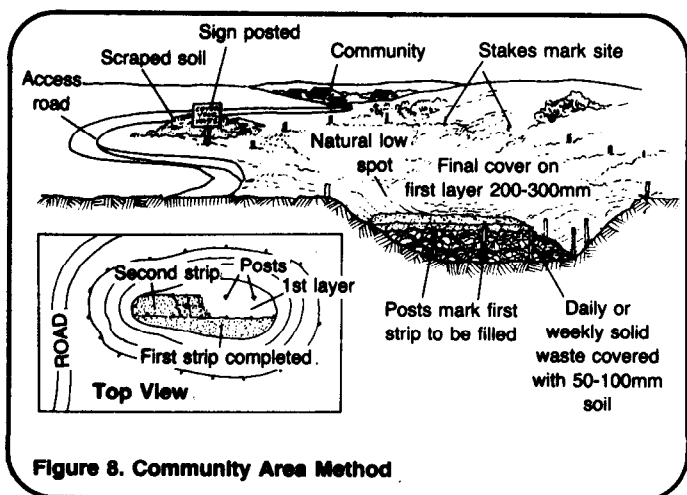 Sign posted
Scraped soil
Community
Stakes mark site
Access
road
Natural low
spot
Final cover on
first layer 200-300mm
Second strip
Posts
1st layer
First strip completed
ROAD
Top View
Posts mark first
strip to be filled
Daily or
weekly solid
waste covered
with 50-100mm
soil
Figure 8. Community Area Method